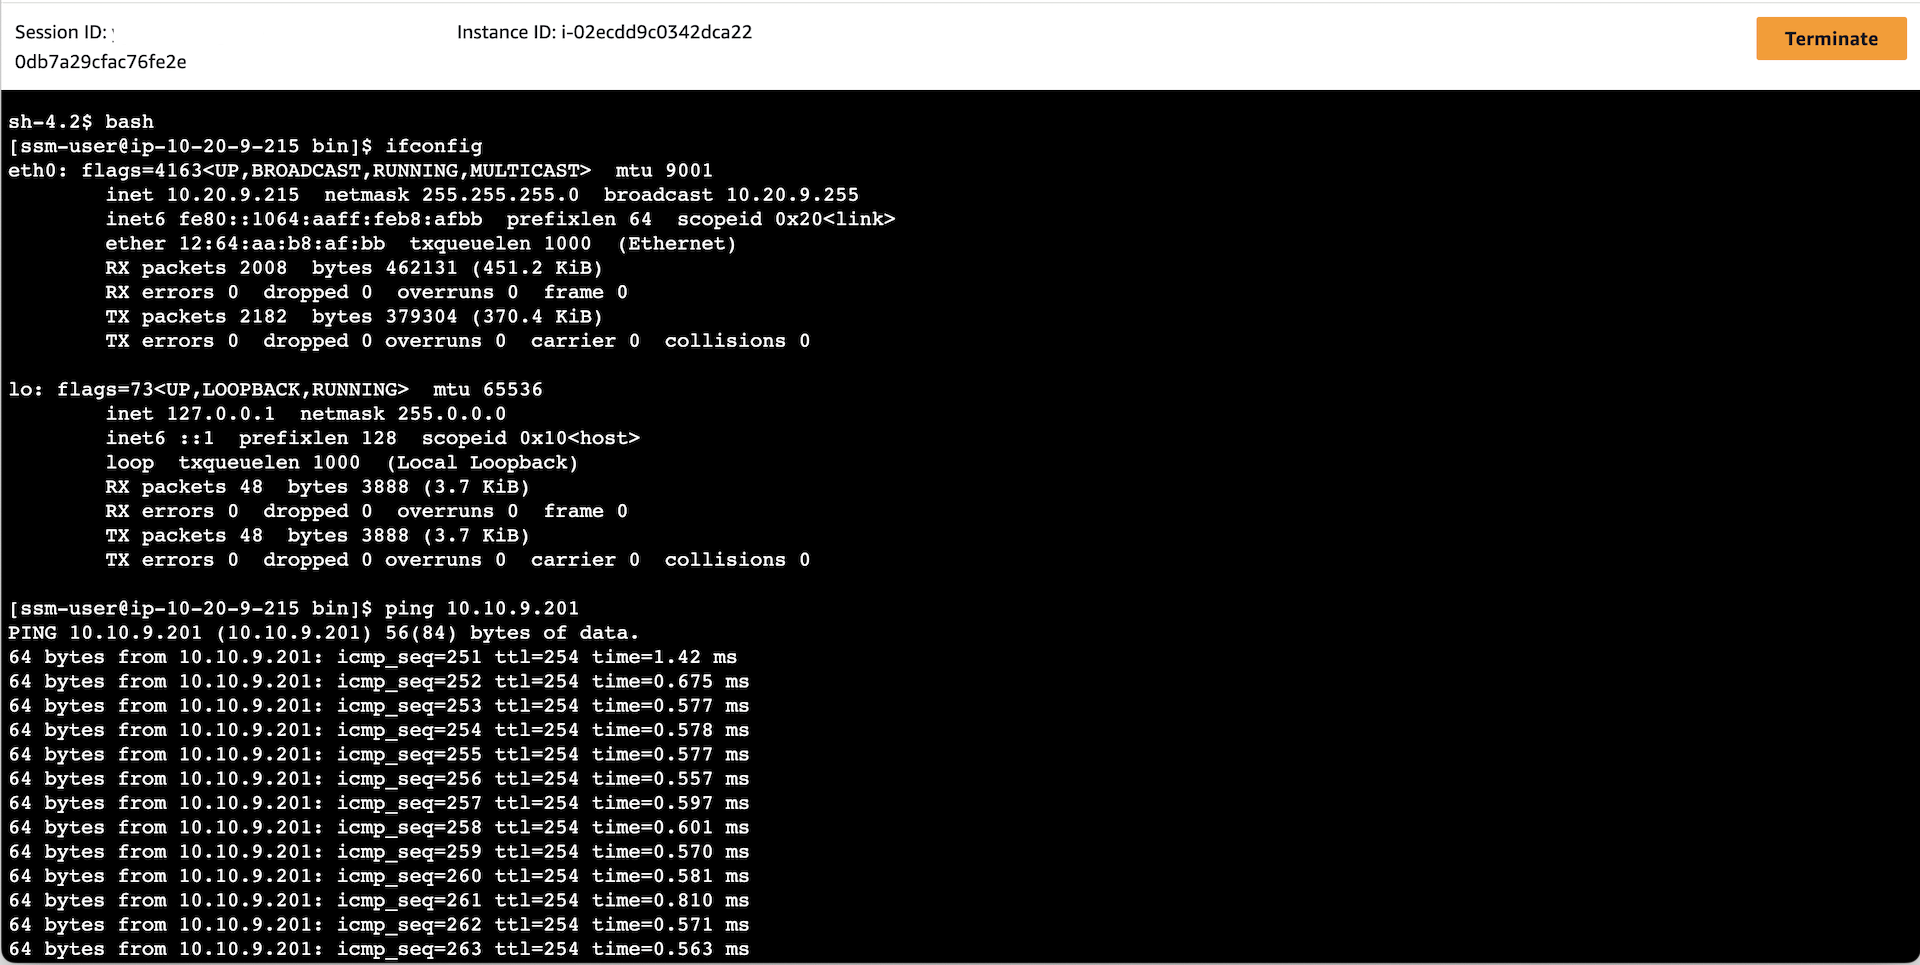 Session ID:
0db7a29cfac76fe2e
Instance ID: i-02ecdd9c0342dca22
Terminate
sh-4.2$ bash
[ssm-user@ip-10-20-9-215 bin]$ ifconfig
eth0: flags=4163<UP,BROADCAST,RUNNING,MULTICAST>  mtu 9001
        inet 10.20.9.215  netmask 255.255.255.0  broadcast 10.20.9.255
        inet6 fe80::1064:aaff:feb8:afbb  prefixlen 64  scopeid 0x20<link>
        ether 12:64:aa:b8:af:bb  txqueuelen 1000  (Ethernet)
        RX packets 2008  bytes 462131 (451.2 KiB)
        RX errors 0  dropped 0  overruns 0  frame 0
        TX packets 2182  bytes 379304 (370.4 KiB)
        TX errors 0  dropped 0 overruns 0  carrier 0  collisions 0

lo: flags=73<UP,LOOPBACK,RUNNING>  mtu 65536
        inet 127.0.0.1  netmask 255.0.0.0
        inet6 ::1  prefixlen 128  scopeid 0x10<host>
        loop  txqueuelen 1000  (Local Loopback)
        RX packets 48  bytes 3888 (3.7 KiB)
        RX errors 0  dropped 0  overruns 0  frame 0
        TX packets 48  bytes 3888 (3.7 KiB)
        TX errors 0  dropped 0 overruns 0  carrier 0  collisions 0

[ssm-user@ip-10-20-9-215 bin]$ ping 10.10.9.201
PING 10.10.9.201 (10.10.9.201) 56(84) bytes of data.
64 bytes from 10.10.9.201: icmp_seq=251 ttl=254 time=1.42 ms
64 bytes from 10.10.9.201: icmp_seq=252 ttl=254 time=0.675 ms
64 bytes from 10.10.9.201: icmp_seq=253 ttl=254 time=0.577 ms
64 bytes from 10.10.9.201: icmp_seq=254 ttl=254 time=0.578 ms
64 bytes from 10.10.9.201: icmp_seq=255 ttl=254 time=0.577 ms
64 bytes from 10.10.9.201: icmp_seq=256 ttl=254 time=0.557 ms
64 bytes from 10.10.9.201: icmp_seq=257 ttl=254 time=0.597 ms
64 bytes from 10.10.9.201: icmp_seq=258 ttl=254 time=0.601 ms
64 bytes from 10.10.9.201: icmp_seq=259 ttl=254 time=0.570 ms
64 bytes from 10.10.9.201: icmp_seq=260 ttl=254 time=0.581 ms
64 bytes from 10.10.9.201: icmp_seq=261 ttl=254 time=0.810 ms
64 bytes from 10.10.9.201: icmp_seq=262 ttl=254 time=0.571 ms
64 bytes from 10.10.9.201: icmp_seq=263 ttl=254 time=0.563 ms